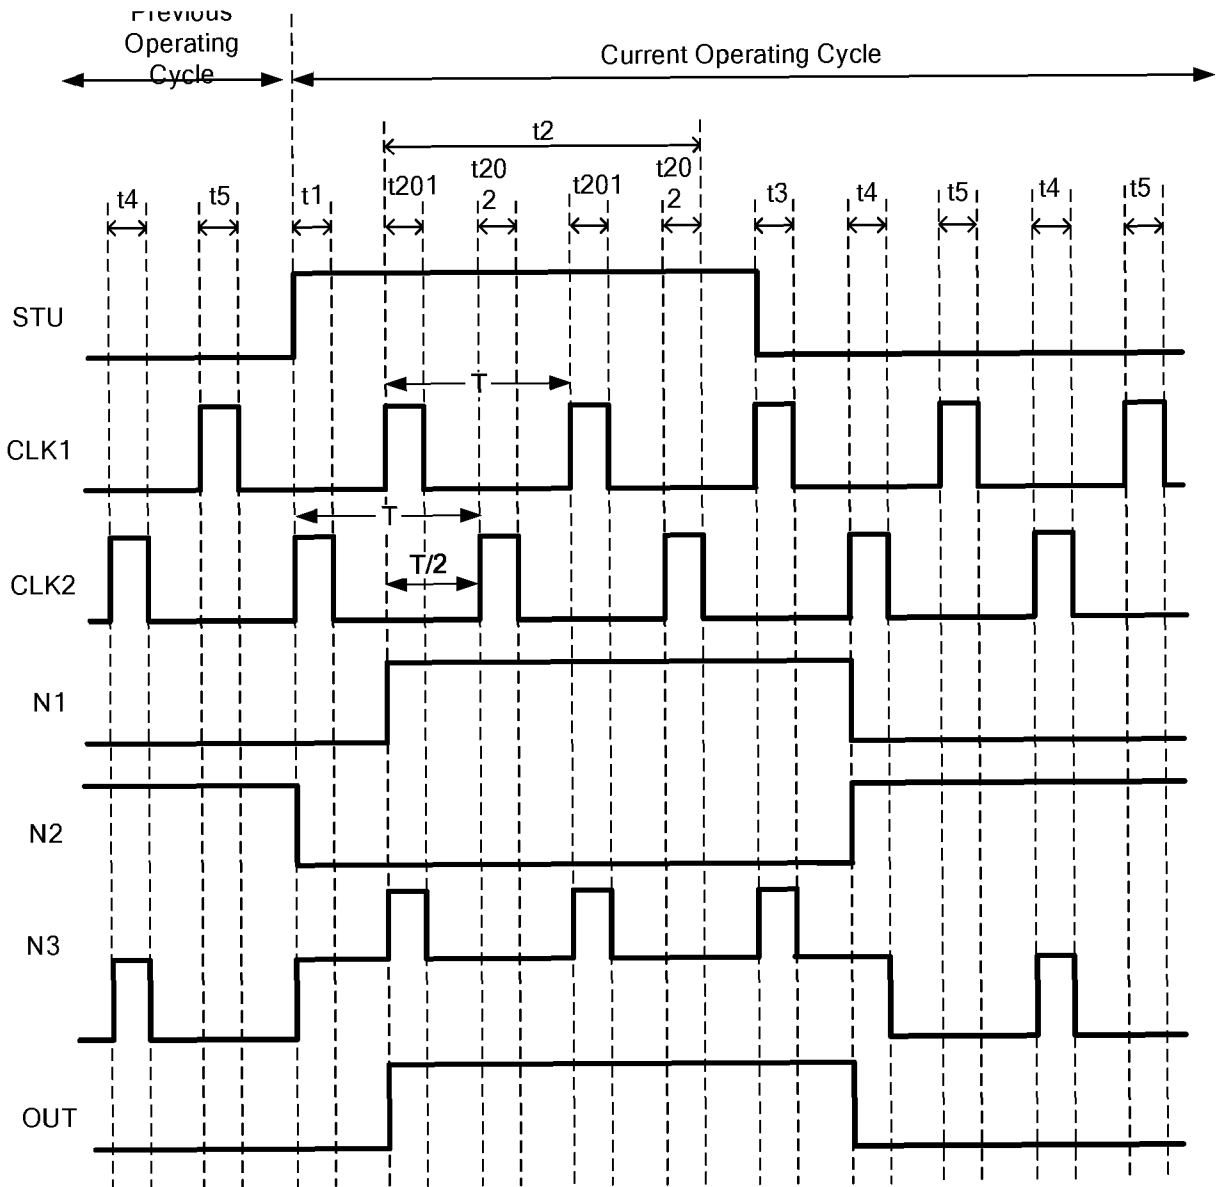 Previous
Operating
Cycle
Current Operating Cycle
t2
t4
t5
t1
t201
t20
2
t201
t20
2
t3
t4
t5
t4
t5
STU
T
CLK1
T
T/2
CLK2
N1
N2
N3
OUT